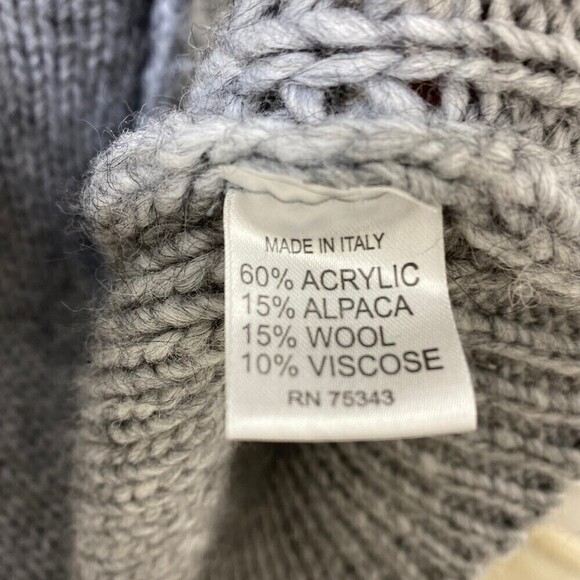 MADE IN ITALY
60% ACRYLIC
15% ALPACA
15% WOOL
10% VISCOSE
RN 75343